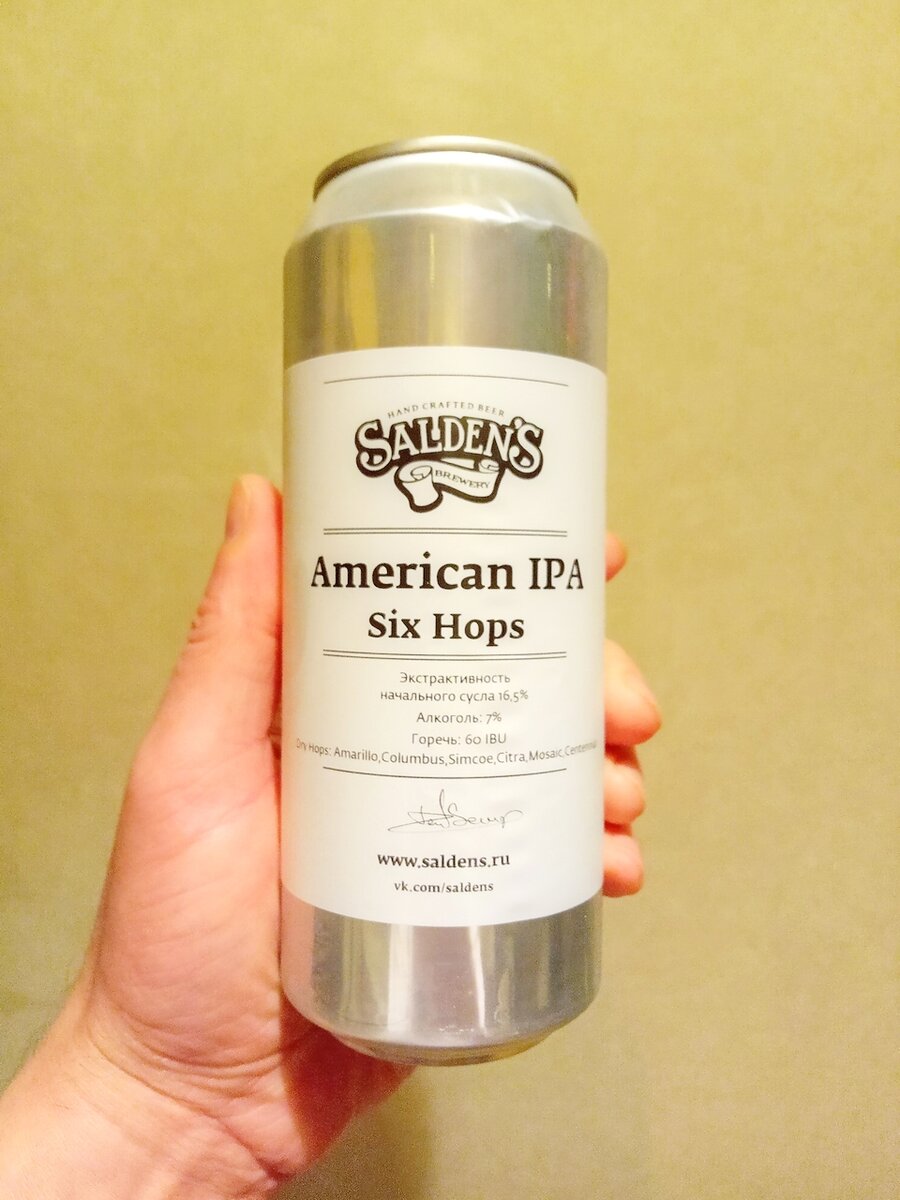 HAND CRAFTED BEER
SALDEN'S
BREWERY
American IPA
Six Hops
Экстрактивность
начального сусла 16,5%
Алкоголь: 7%
Горечь: 60 IBU
Dry Hops: Amarillo,Columbus,Simcoe,Citra,Mosaic,
www.saldens.ru
vk.com/saldens